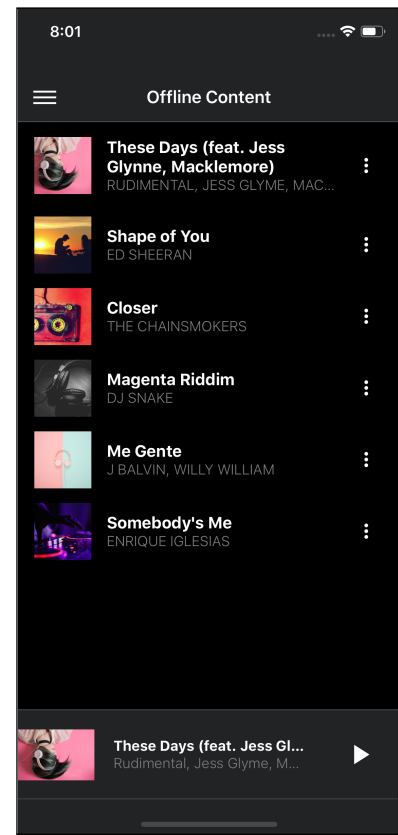 8:01
Offline Content
These Days (feat. Jess
Glynne, Macklemore)
RUDIMENTAL, JESS GLYME, MAC...
Shape of You
ED SHEERAN
Closer
THE CHAINSMOKERS
Magenta Riddim
DJ SNAKE
Me Gente
J BALVIN, WILLY WILLIAM
Somebody's Me
ENRIQUE IGLESIAS
These Days (feat. Jess Gl...
Rudimental, Jess Glyme, M...